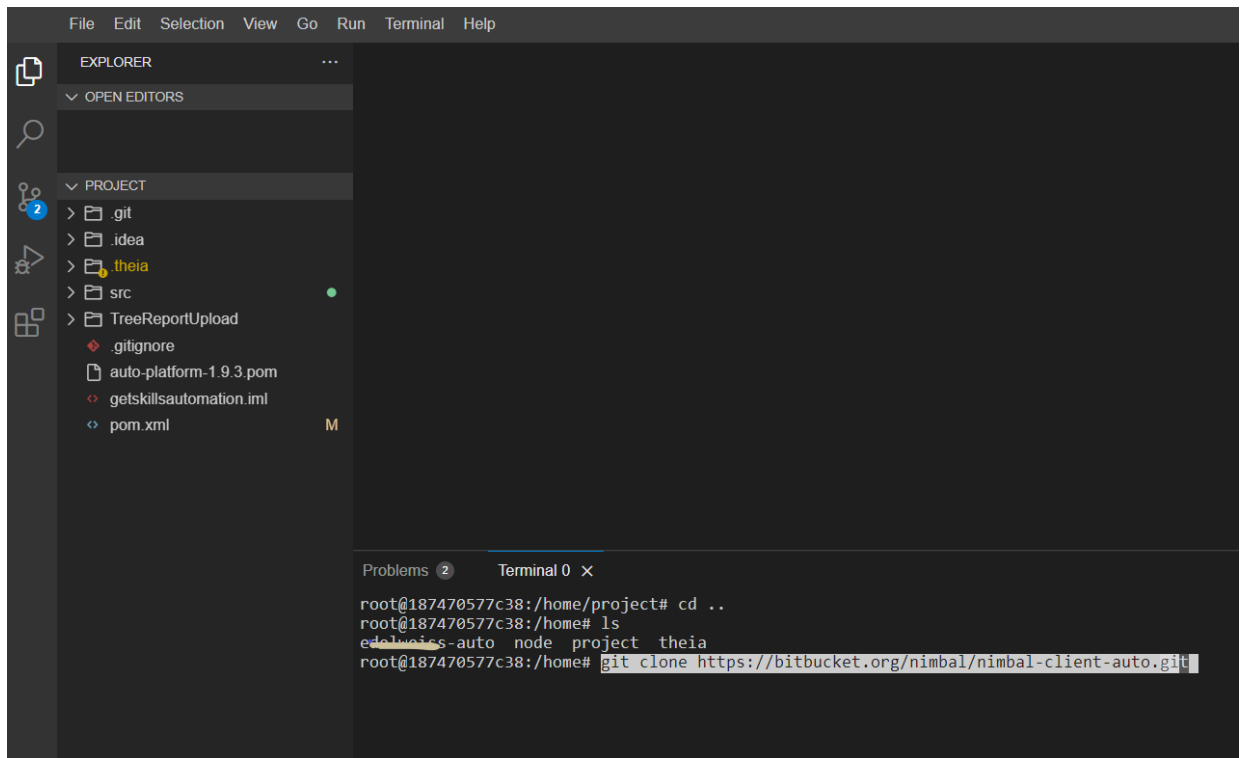 File Edit Selection View Go Run Terminal Help
EXPLORER ...
OPEN EDITORS
2
PROJECT
.git
.idea
.theia
src
TreeReportUpload
.gitignore
auto-platform-1.9.3.pom
getskillsautomation.iml
pom.xml M
Problems 2 Terminal 0
root@187470577c38:/home/project# cd ..
root@187470577c38:/home# ls
edelweiss-auto node project theia
root@187470577c38:/home# git clone https://bitbucket.org/nimbal/nimbal-client-auto.git